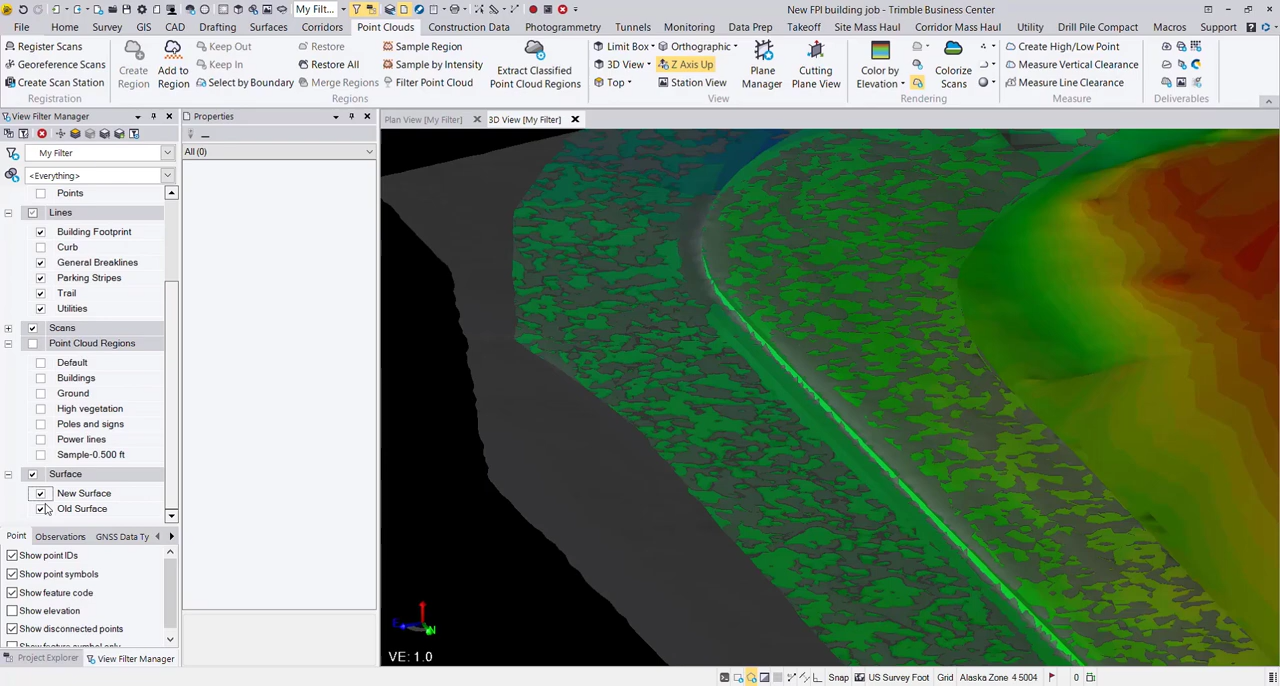 My Filt...
New FPI building job - Trimble Business Center
File Home Survey GIS CAD Drafting Surfaces Corridors Point Clouds Construction Data Photogrammetry Tunnels Monitoring Takeoff Site Mass Haul Corridor Mass Haul Utility Drill Pile Compact Macros Support
Register Scans
Georeference Scans
Create Scan Station
Registration
Create Region
Add to Region
Keep Out
Keep In
Select by Boundary
Restore
Restore All
Merge Regions
Regions
Sample Region
Sample by Intensity
Filter Point Cloud
Extract Classified Point Cloud Regions
Limit Box
3D View
Top
Orthographic
Z Axis Up
Station View
View
Plane Manager
Cutting Plane View
Color by Elevation
Colorize Scans
Rendering
Create High/Low Point
Measure Vertical Clearance
Measure Line Clearance
Measure
Deliverables
View Filter Manager
My Filter
<Everything>
Points
Lines
Building Footprint
Curb
General Breaklines
Parking Stripes
Trail
Utilities
Scans
Point Cloud Regions
Default
Buildings
Ground
High vegetation
Poles and signs
Power lines
Sample-0.500 ft
Surface
New Surface
Old Surface
Point Observations GNSS Data Ty
Show point IDs
Show point symbols
Show feature code
Show elevation
Show disconnected points
Project Explorer View Filter Manager
Properties
All (0)
Plan View [My Filter]
3D View [My Filter]
N
VE: 1.0
Snap US Survey Foot Grid Alaska Zone 4 5004 0